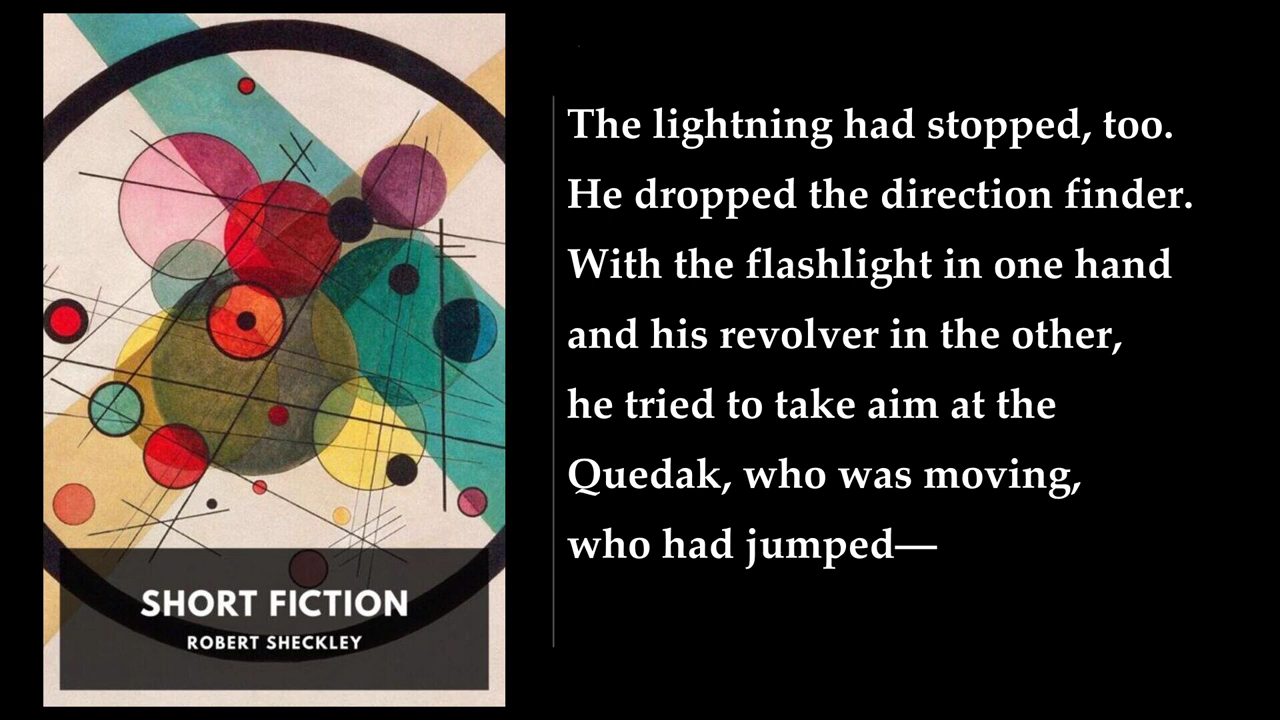 SHORT FICTION
ROBERT SHECKLEY
The lightning had stopped, too.
He dropped the direction finder.
With the flashlight in one hand
and his revolver in the other,
he tried to take aim at the
Quedak, who was moving,
who had jumped—